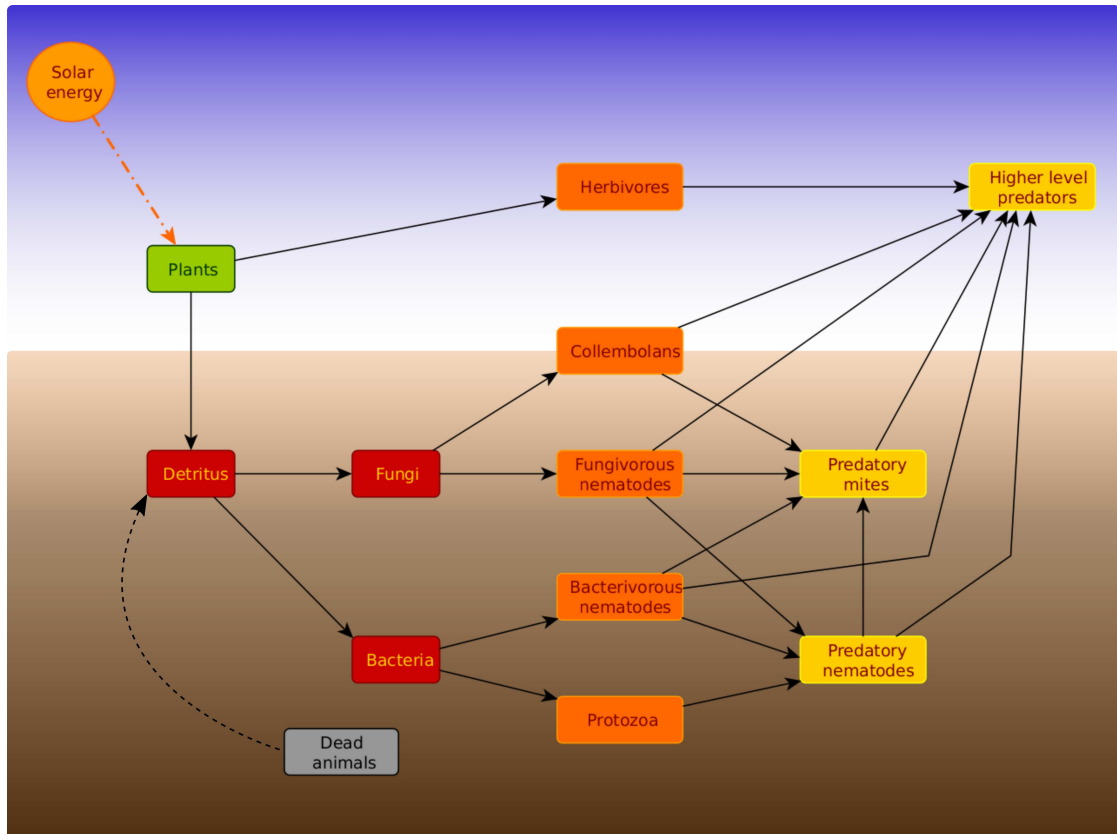 Solar
energy
Herbivores
Higher level
predators
Plants
Collembolans
Detritus
Fungi
Fungivorous
nematodes
Predatory
mites
Bacterivorous
nematodes
Bacteria
Predatory
nematodes
Protozoa
Dead
animals